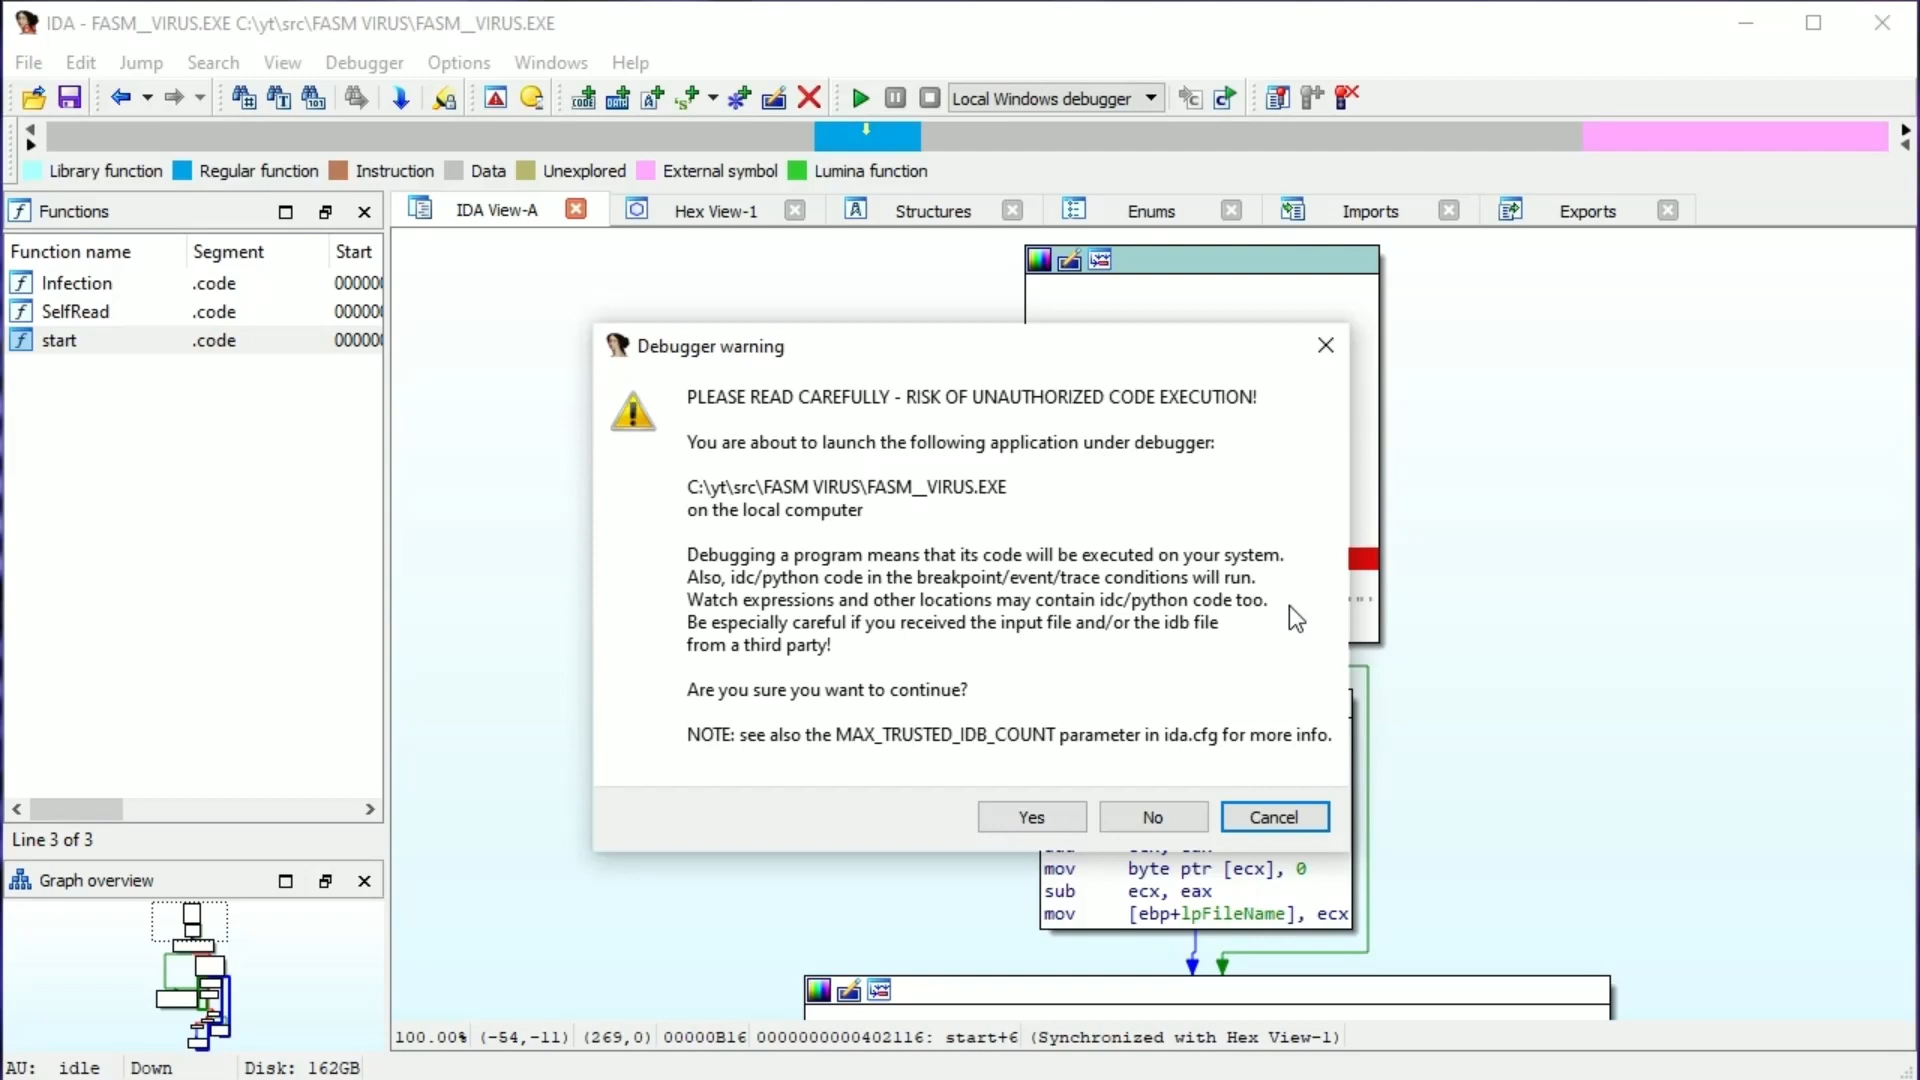 IDA - FASM__VIRUS.EXE C:\yt\src\FASM VIRUS\FASM__VIRUS.EXE
File Edit Jump Search View Debugger Options Windows Help
Local Windows debugger
Library function Regular function Instruction Data Unexplored External symbol Lumina function
Functions
IDA View-A Hex View-1 Structures Enums Imports Exports
Function name Segment Start
Infection .code 00000
SelfRead .code 00000
start .code 00000
Line 3 of 3
Graph overview
Debugger warning
PLEASE READ CAREFULLY - RISK OF UNAUTHORIZED CODE EXECUTION!
You are about to launch the following application under debugger:
C:\yt\src\FASM VIRUS\FASM__VIRUS.EXE
on the local computer
Debugging a program means that its code will be executed on your system.
Also, idc/python code in the breakpoint/event/trace conditions will run.
Watch expressions and other locations may contain idc/python code too.
Be especially careful if you received the input file and/or the idb file
from a third party!
Are you sure you want to continue?
NOTE: see also the MAX_TRUSTED_IDB_COUNT parameter in ida.cfg for more info.
Yes No Cancel
mov byte ptr [ecx], 0
sub ecx, eax
mov [ebp+lpFileName], ecx
100.00% (-54,-11) (269,0) 00000B16 0000000000402116: start+6 (Synchronized with Hex View-1)
AU: idle Down Disk: 162GB